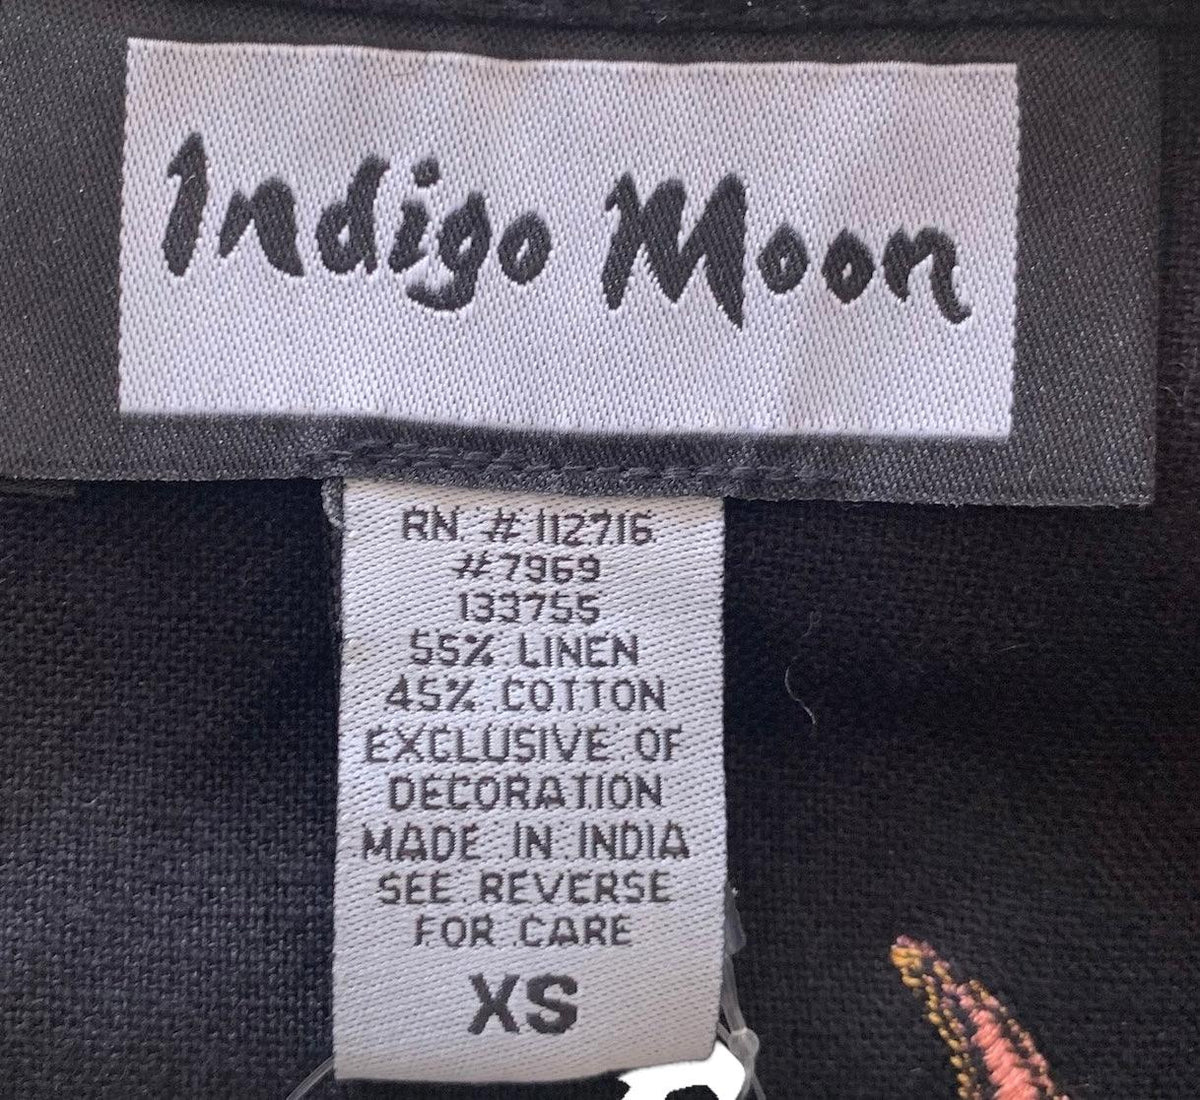 Indigo Moon
RN. # 112716
#7969
133755
55% LINEN
45% COTTON
EXCLUSIVE OF
DECORATION
MADE IN INDIA
SEE REVERSE
FOR CARE
XS